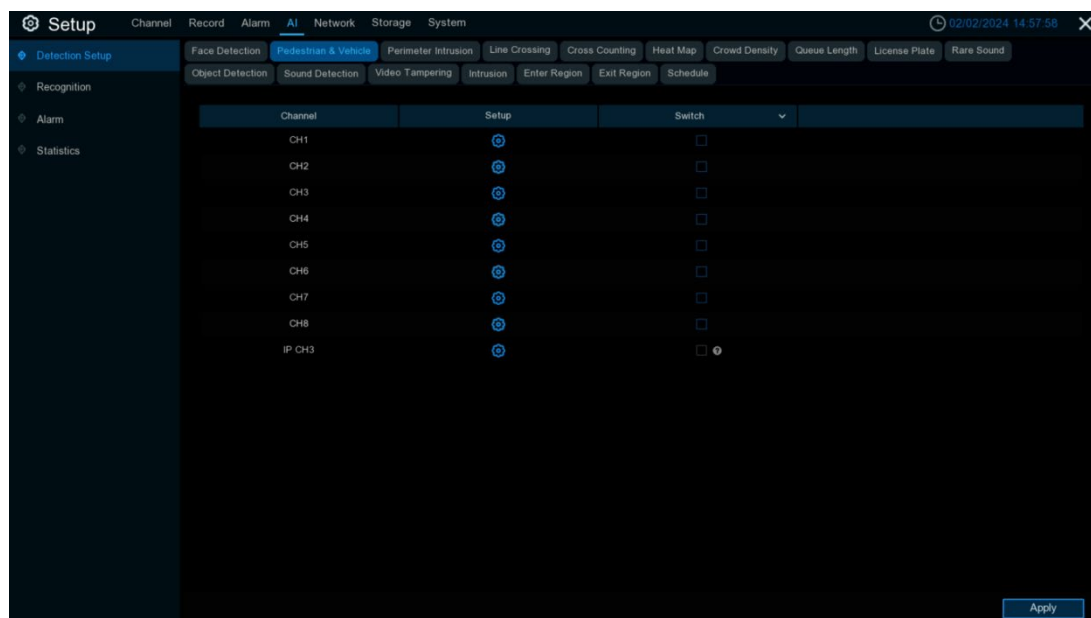 Setup Channel Record Alarm AI Network Storage System 02/02/2024 14:57:58
Detection Setup
Recognition
Alarm
Statistics
Face Detection Pedestrian & Vehicle Perimeter Intrusion Line Crossing Cross Counting Heat Map Crowd Density Queue Length License Plate Rare Sound
Object Detection Sound Detection Video Tampering Intrusion Enter Region Exit Region Schedule
Channel Setup Switch
CH1
CH2
CH3
CH4
CH5
CH6
CH7
CH8
IP CH3
Apply